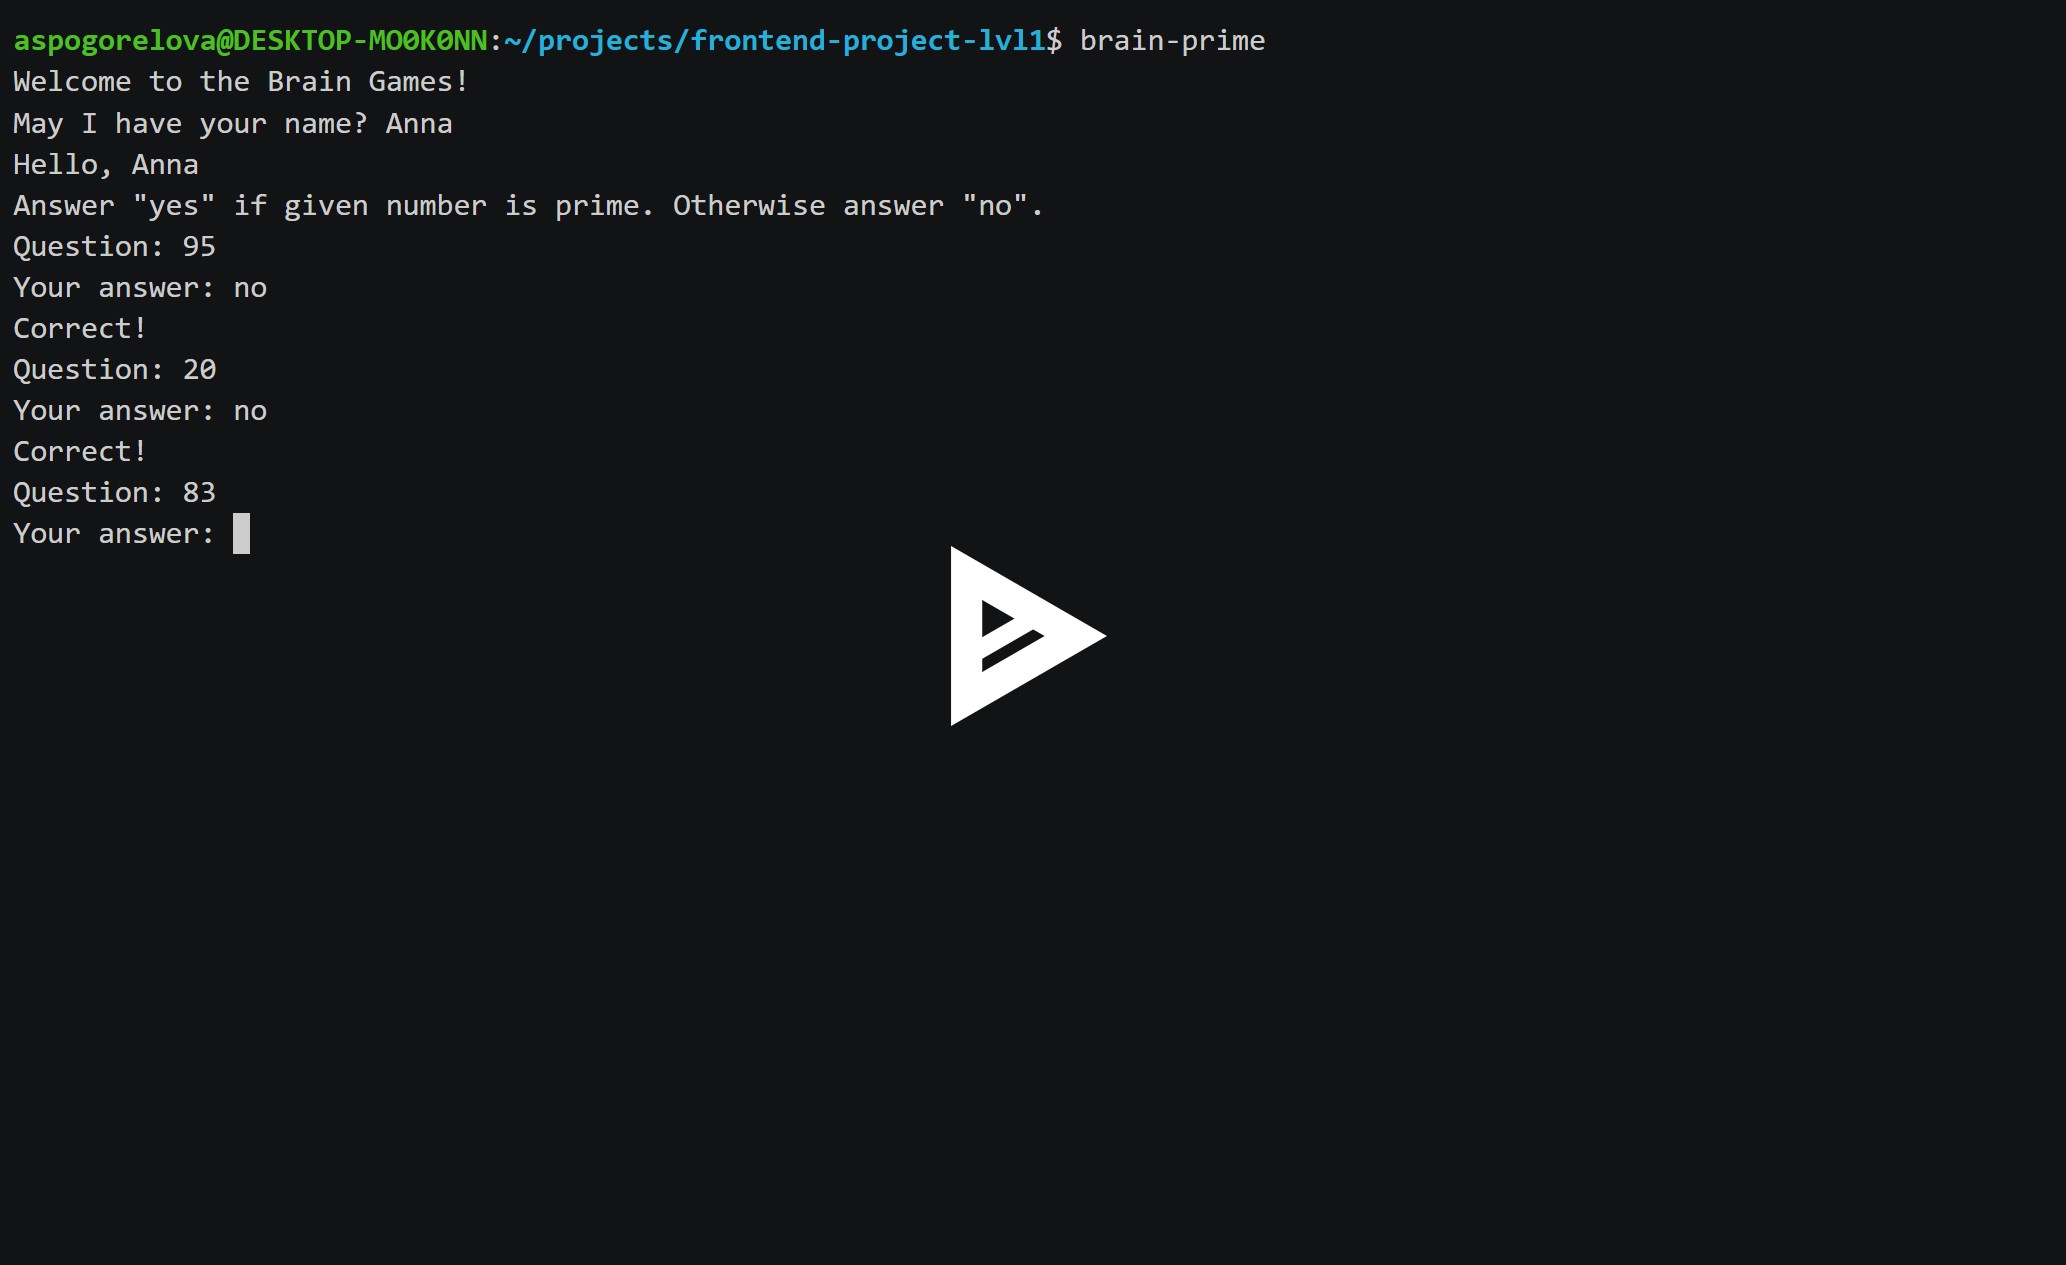 aspogorelova@DESKTOP-MO0K0NN:~/projects/frontend-project-lvl1$ brain-prime
Welcome to the Brain Games!
May I have your name? Anna
Hello, Anna
Answer "yes" if given number is prime. Otherwise answer "no".
Question: 95
Your answer: no
Correct!
Question: 20
Your answer: no
Correct!
Question: 83
Your answer: